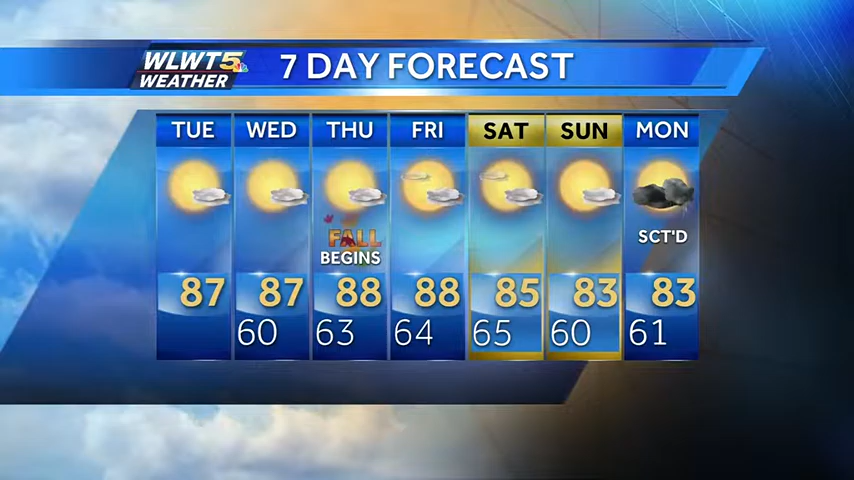 WLWT5
WEATHER
7 DAY FORECAST
TUE WED THU FRI SAT SUN MON
FALL
BEGINS
SCT'D
87 87 88 88 85 83 83
60 63 64 65 60 61